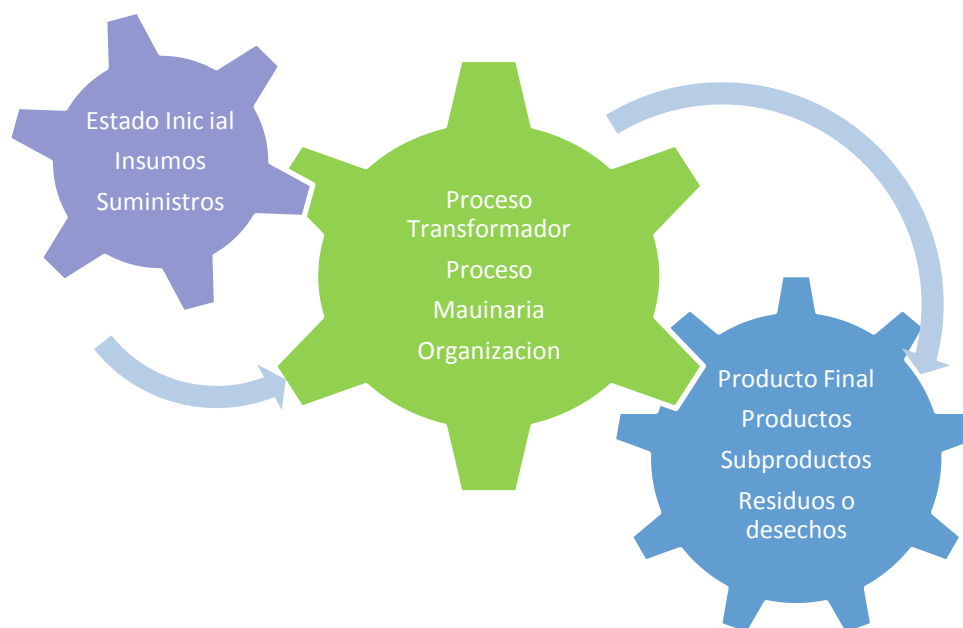 Estado Inic ial
Insumos
Suministros
Proceso
Transformador
Proceso
Mauinaria
Organizacion
Producto Final
Productos
Subproductos
Residuos o
desechos